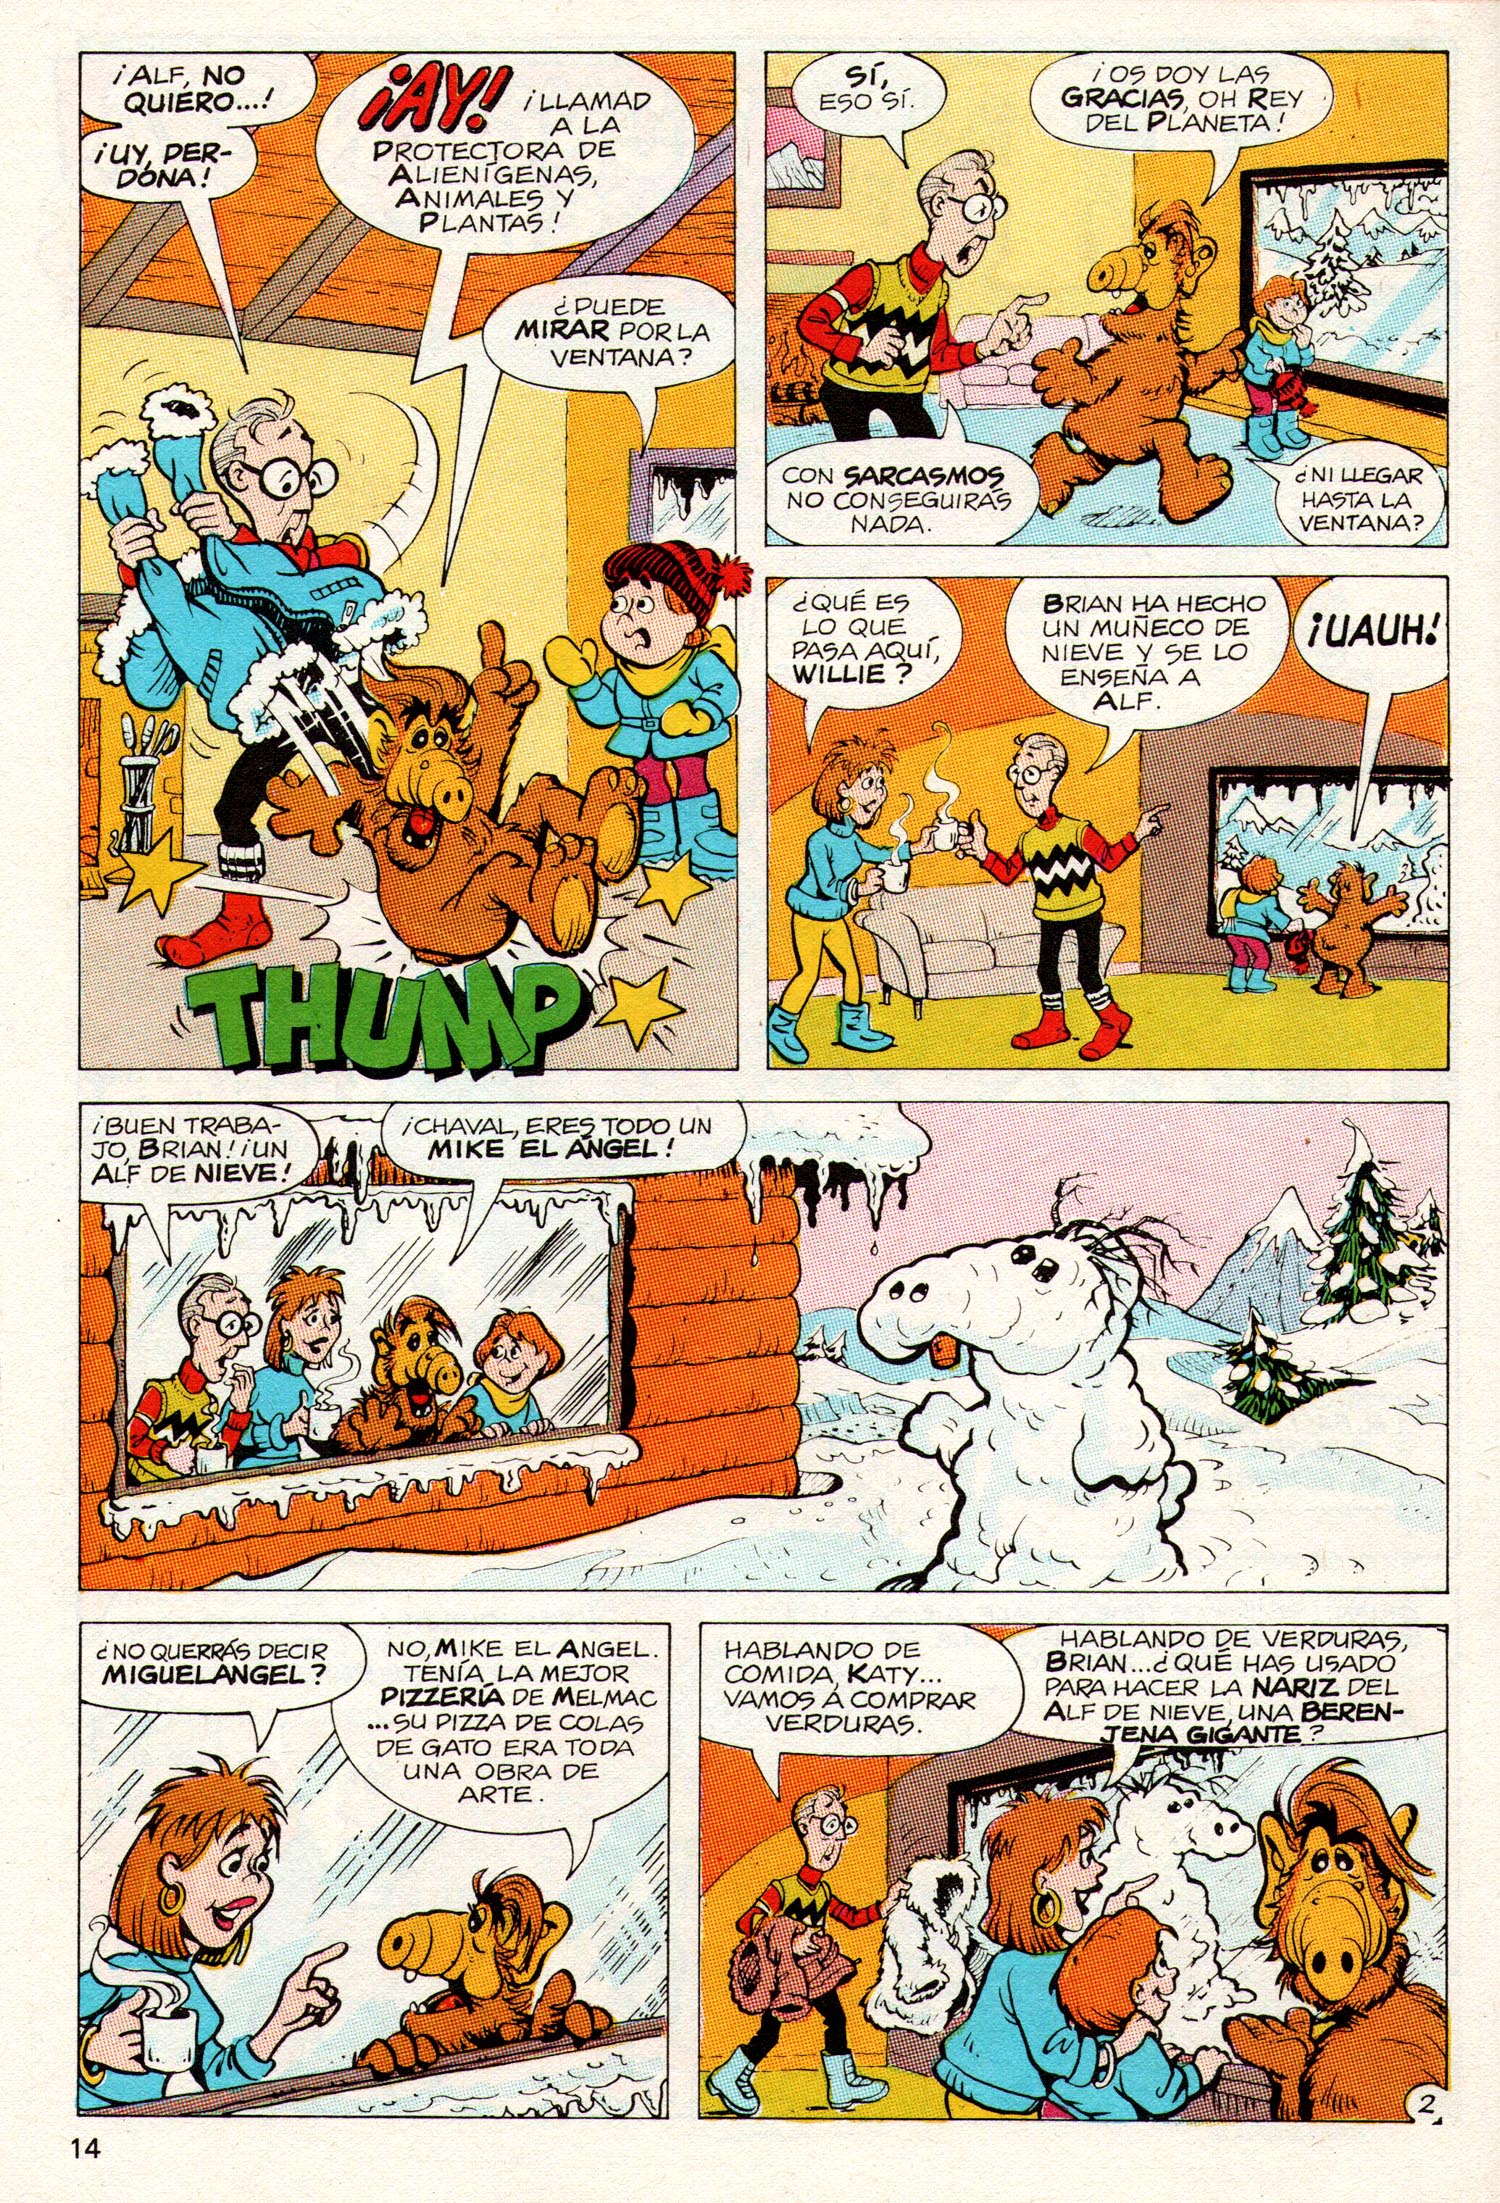 ¡ALF, NO
QUIERO...!
¡UY, PER-
DONA!
¡AY! ¡LLAMAD
A LA
PROTECTORA DE
ALIENÍGENAS,
ANIMALES Y
PLANTAS!
¿PUEDE
MIRAR POR LA
VENTANA?
THUMP
SÍ,
ESO SÍ.
¡OS DOY LAS
GRACIAS, OH REY
DEL PLANETA!
CON SARCASMOS
NO CONSEGUIRÁS
NADA.
¿NI LLEGAR
HASTA LA
VENTANA?
¿QUÉ ES
LO QUE
PASA AQUÍ,
WILLIE?
BRIAN HA HECHO
UN MUÑECO DE
NIEVE Y SE LO
ENSEÑA A
ALF.
¡UAUH!
¡BUEN TRABA-
JO, BRIAN! ¡UN
ALF DE NIEVE!
¡CHAVAL, ERES TODO UN
MIKE EL ÁNGEL!
¿NO QUERRÁS DECIR
MIGUELANGEL?
NO, MIKE EL ANGEL.
TENÍA LA MEJOR
PIZZERÍA DE MELMAC
...SU PIZZA DE COLAS
DE GATO ERA TODA
UNA OBRA DE
ARTE.
HABLANDO DE
COMIDA, KATY...
VAMOS A COMPRAR
VERDURAS.
HABLANDO DE VERDURAS,
BRIAN...¿QUÉ HAS USADO
PARA HACER LA NARIZ DEL
ALF DE NIEVE, UNA BEREN-
JENA GIGANTE?
2
14